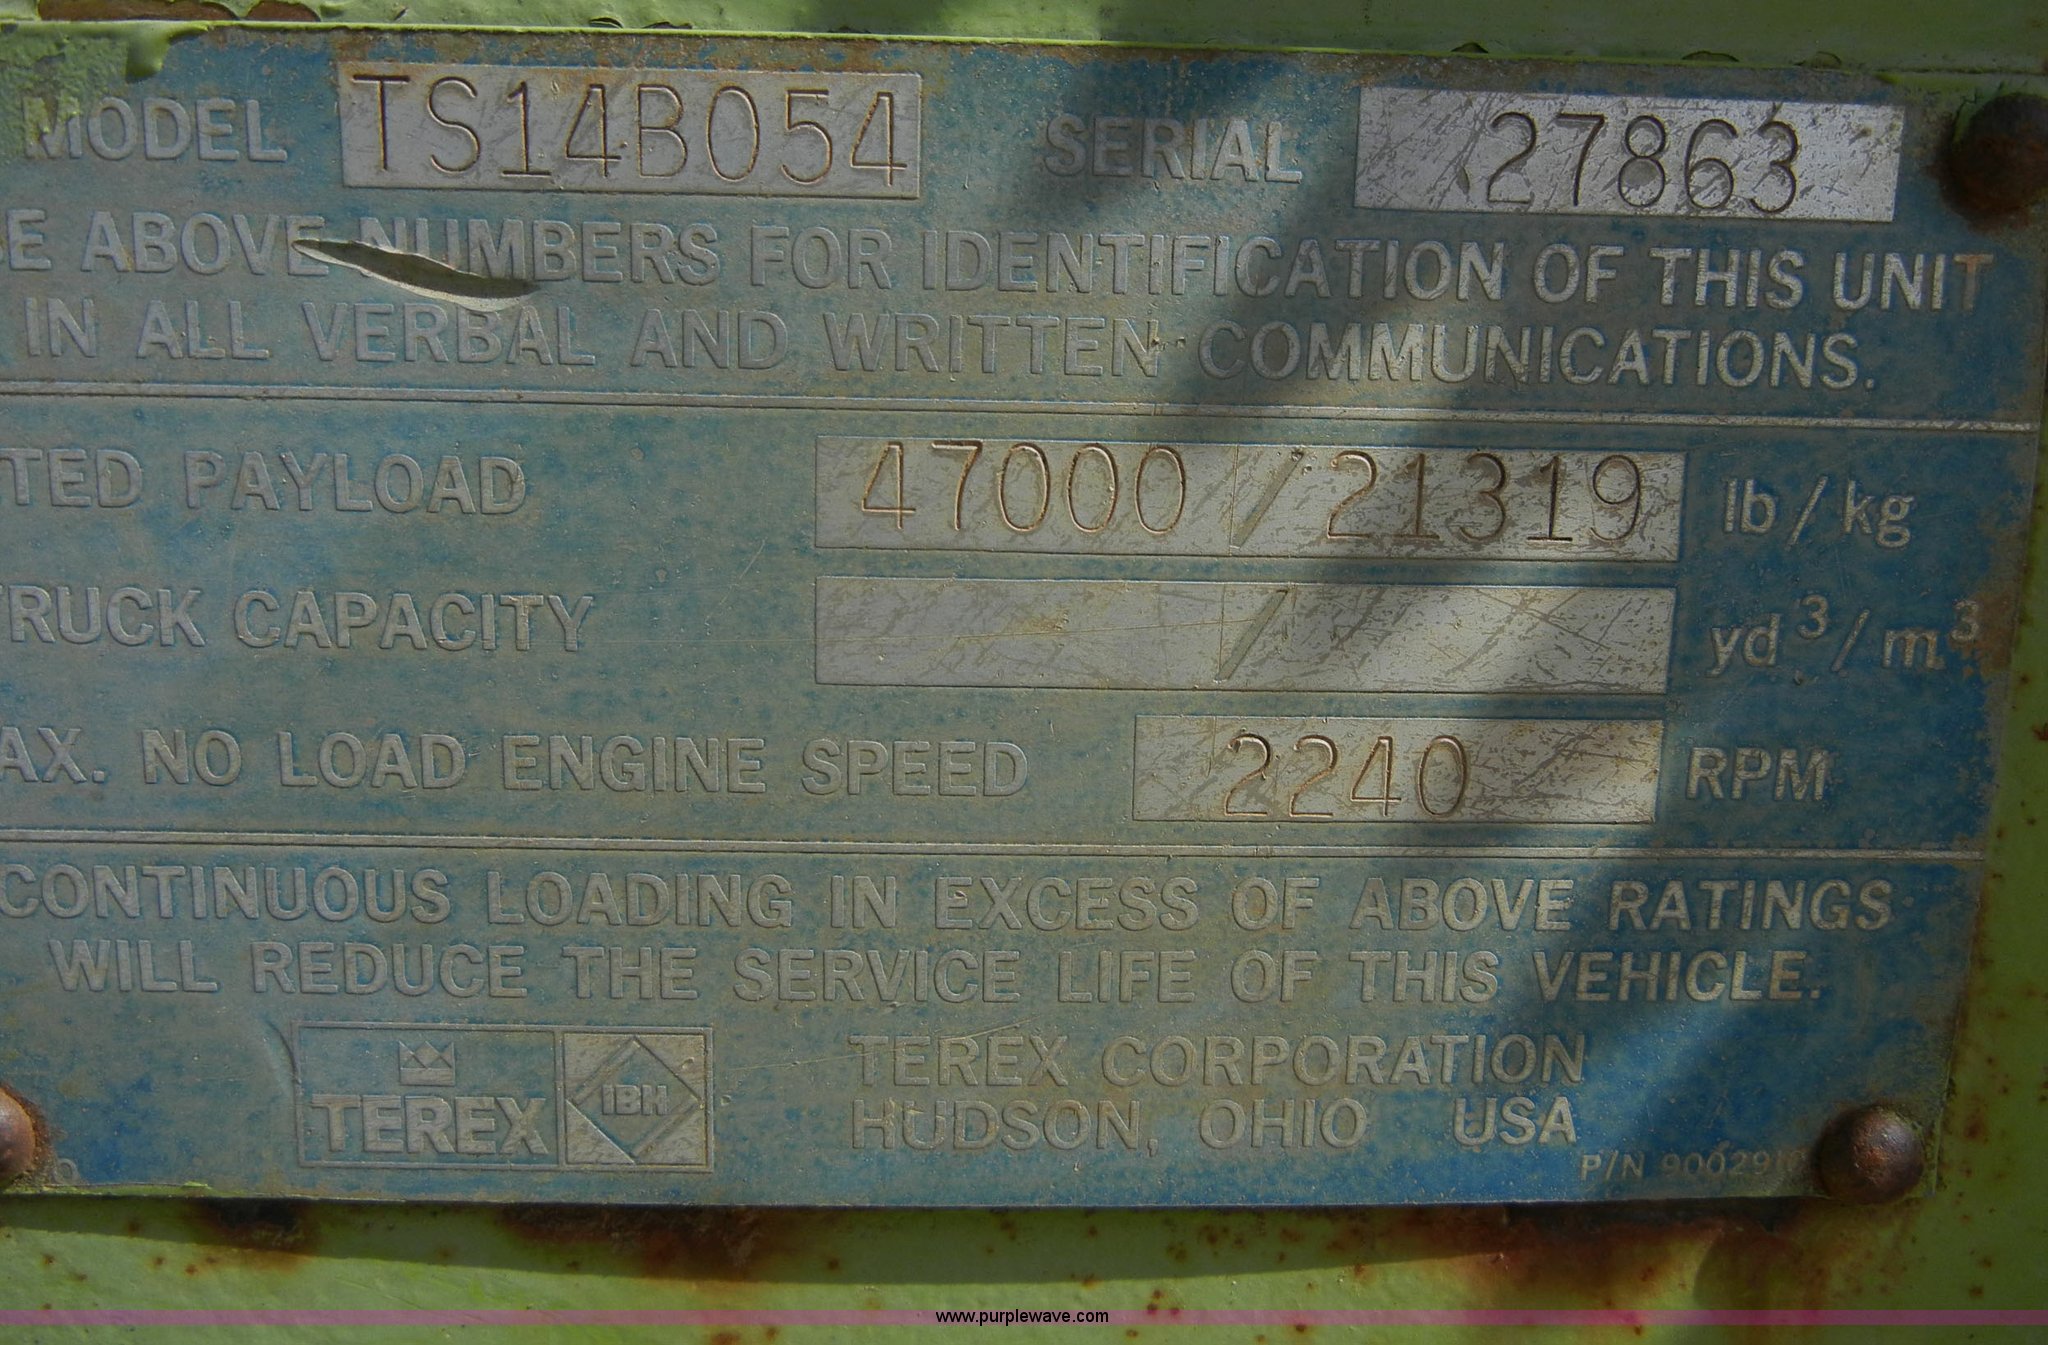 MODEL TS14B054 SERIAL 27863
ABOVE NUMBERS FOR IDENTIFICATION OF THIS UNIT
IN ALL VERBAL AND WRITTEN COMMUNICATIONS.
TED PAYLOAD 47000 / 21319 lb/kg
TRUCK CAPACITY / yd³/m³
AX. NO LOAD ENGINE SPEED 2240 RPM
CONTINUOUS LOADING IN EXCESS OF ABOVE RATINGS
WILL REDUCE THE SERVICE LIFE OF THIS VEHICLE.
TEREX IBH TEREX CORPORATION
HUDSON, OHIO USA
P/N 9002910
www.purplewave.com